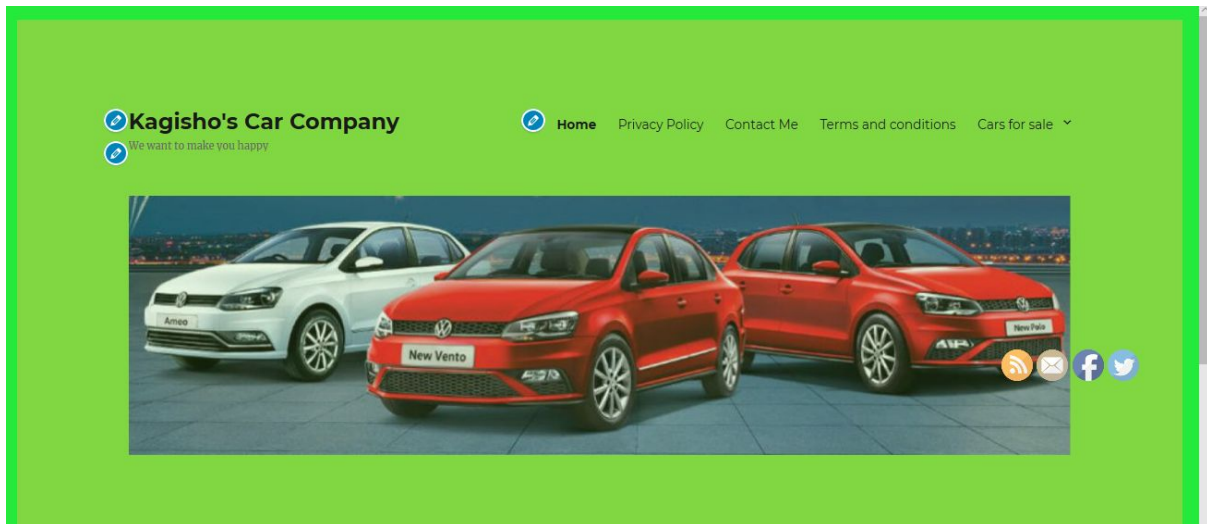 Kagisho's Car Company
We want to make you happy
Home Privacy Policy Contact Me Terms and conditions Cars for sale
Ameo
New Vento
New Polo